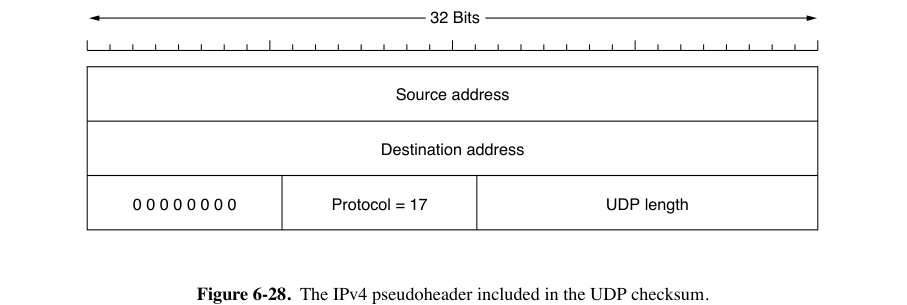 32 Bits
Source address
Destination address
0 0 0 0 0 0 0 0 Protocol = 17 UDP length
Figure 6-28. The IPv4 pseudoheader included in the UDP checksum.